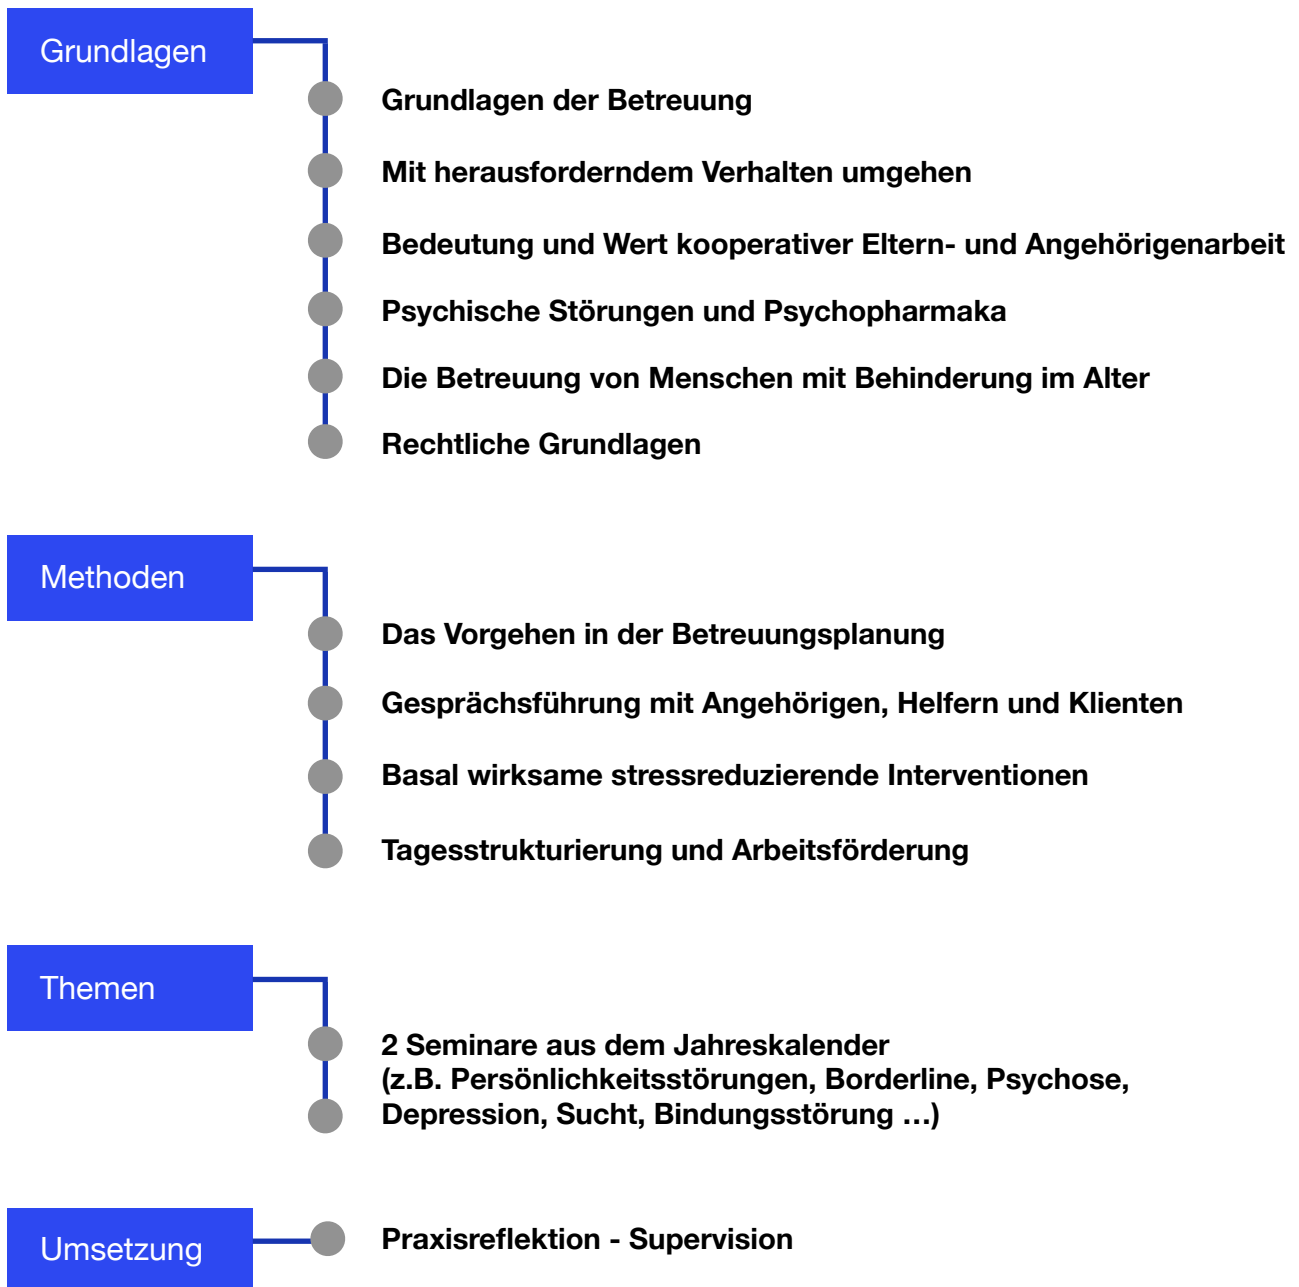 Grundlagen
Grundlagen der Betreuung
Mit herausforderndem Verhalten umgehen
Bedeutung und Wert kooperativer Eltern- und Angehörigenarbeit
Psychische Störungen und Psychopharmaka
Die Betreuung von Menschen mit Behinderung im Alter
Rechtliche Grundlagen
Methoden
Das Vorgehen in der Betreuungsplanung
Gesprächsführung mit Angehörigen, Helfern und Klienten
Basal wirksame stressreduzierende Interventionen
Tagesstrukturierung und Arbeitsförderung
Themen
2 Seminare aus dem Jahreskalender
(z.B. Persönlichkeitsstörungen, Borderline, Psychose,
Depression, Sucht, Bindungsstörung …)
Umsetzung
Praxisreflektion - Supervision